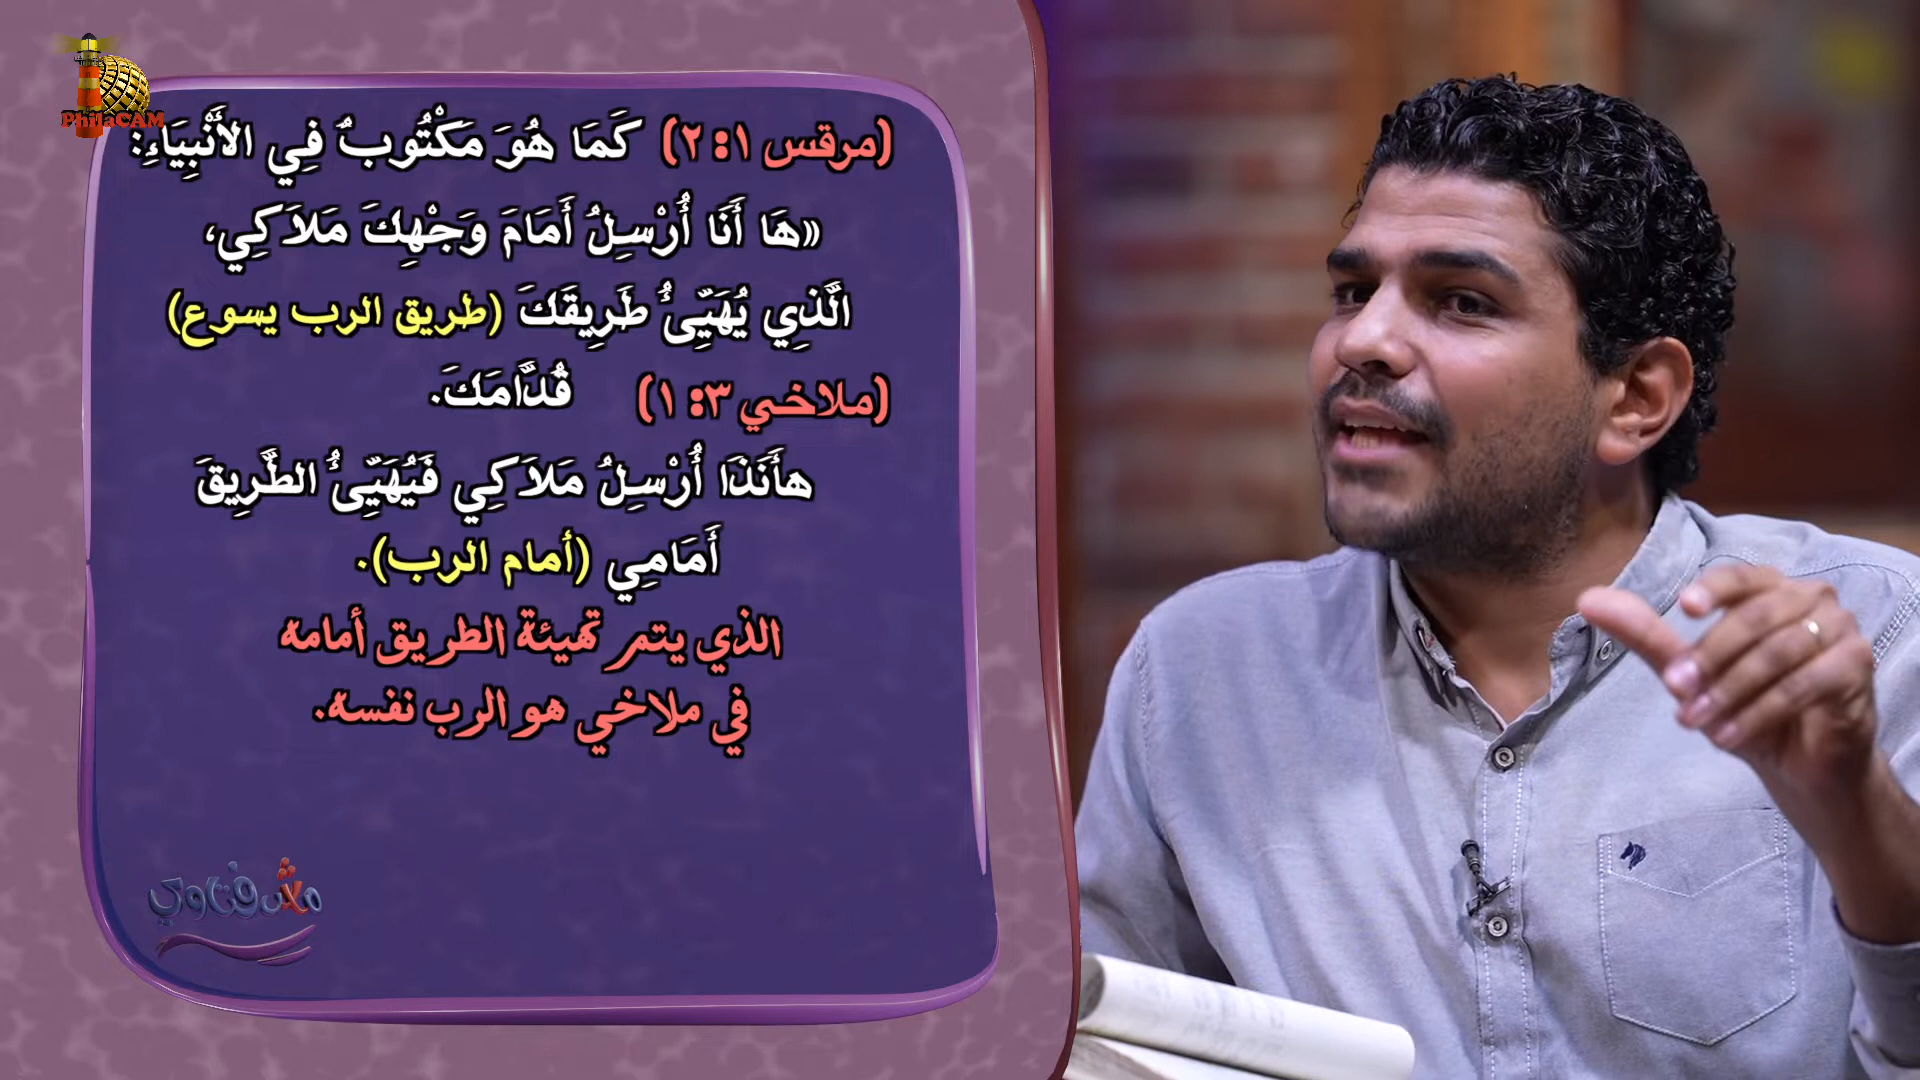 PhilaCAM
(مرقس ١: ٢) كَمَا هُوَ مَكْتُوبٌ فِي الأَنْبِيَاءِ:
«هَا أَنَا أُرْسِلُ أَمَامَ وَجْهِكَ مَلاَكِي،
الَّذِي يُهَيِّئُ طَرِيقَكَ (طريق الرب يسوع)
(ملاخي ٣: ١) قُدَّامَكَ.
هأَنَذَا أُرْسِلُ مَلاَكِي فَيُهَيِّئُ الطَّرِيقَ
أَمَامِي (أمام الرب).
الذي يتم تهيئة الطريق أمامه
في ملاخي هو الرب نفسه.
مش فتاوي